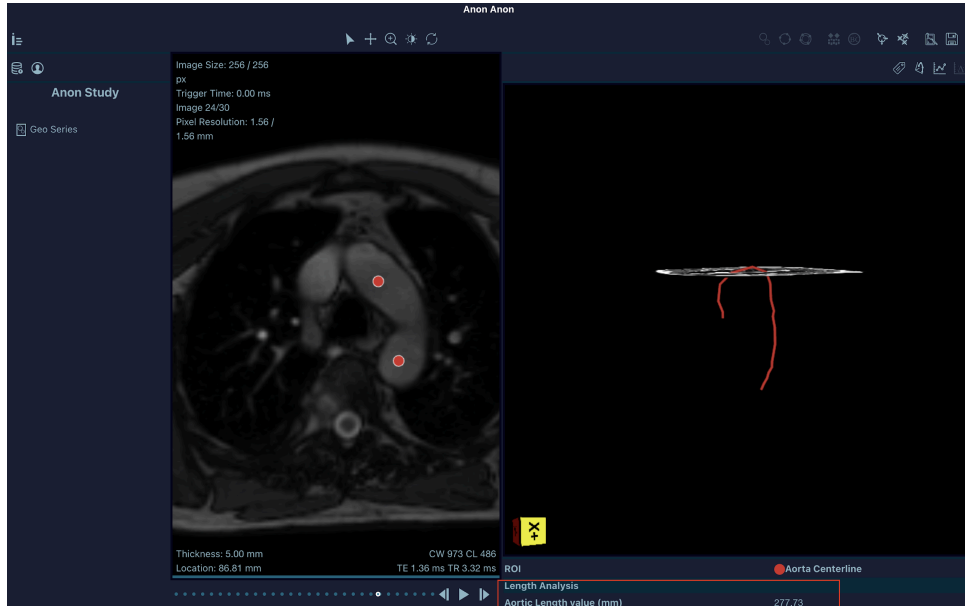 Anon Anon
Anon Study
Geo Series
Image Size: 256 / 256
px
Trigger Time: 0.00 ms
Image 24/30
Pixel Resolution: 1.56 /
1.56 mm
Thickness: 5.00 mm
Location: 86.81 mm
CW 973 CL 486
TE 1.36 ms TR 3.32 ms
X+
ROI
Aorta Centerline
Length Analysis
Aortic Length value (mm)
277.73